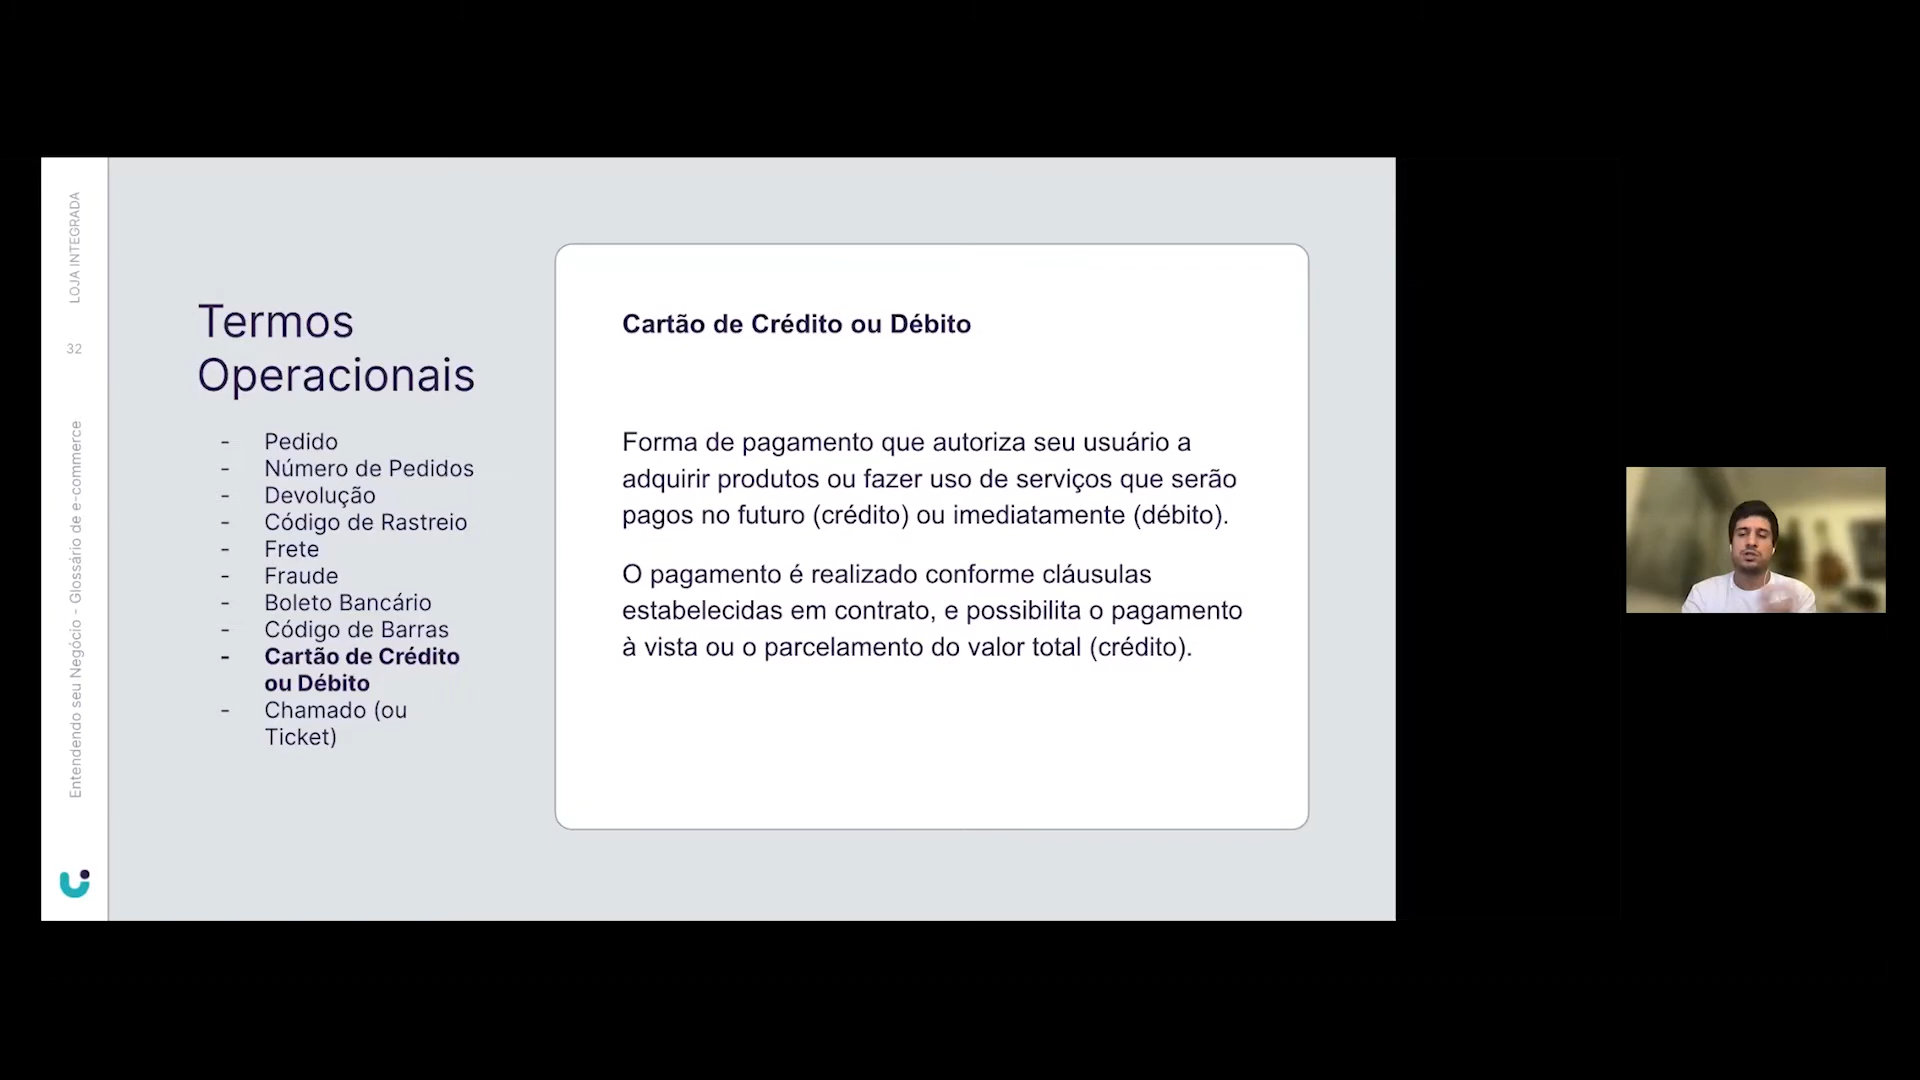 LOJA INTEGRADA
32
Entendendo seu Negócio - Glossário de e-commerce
Termos
Operacionais
- Pedido
- Número de Pedidos
- Devolução
- Código de Rastreio
- Frete
- Fraude
- Boleto Bancário
- Código de Barras
- Cartão de Crédito
ou Débito
- Chamado (ou
Ticket)
Cartão de Crédito ou Débito
Forma de pagamento que autoriza seu usuário a
adquirir produtos ou fazer uso de serviços que serão
pagos no futuro (crédito) ou imediatamente (débito).
O pagamento é realizado conforme cláusulas
estabelecidas em contrato, e possibilita o pagamento
à vista ou o parcelamento do valor total (crédito).